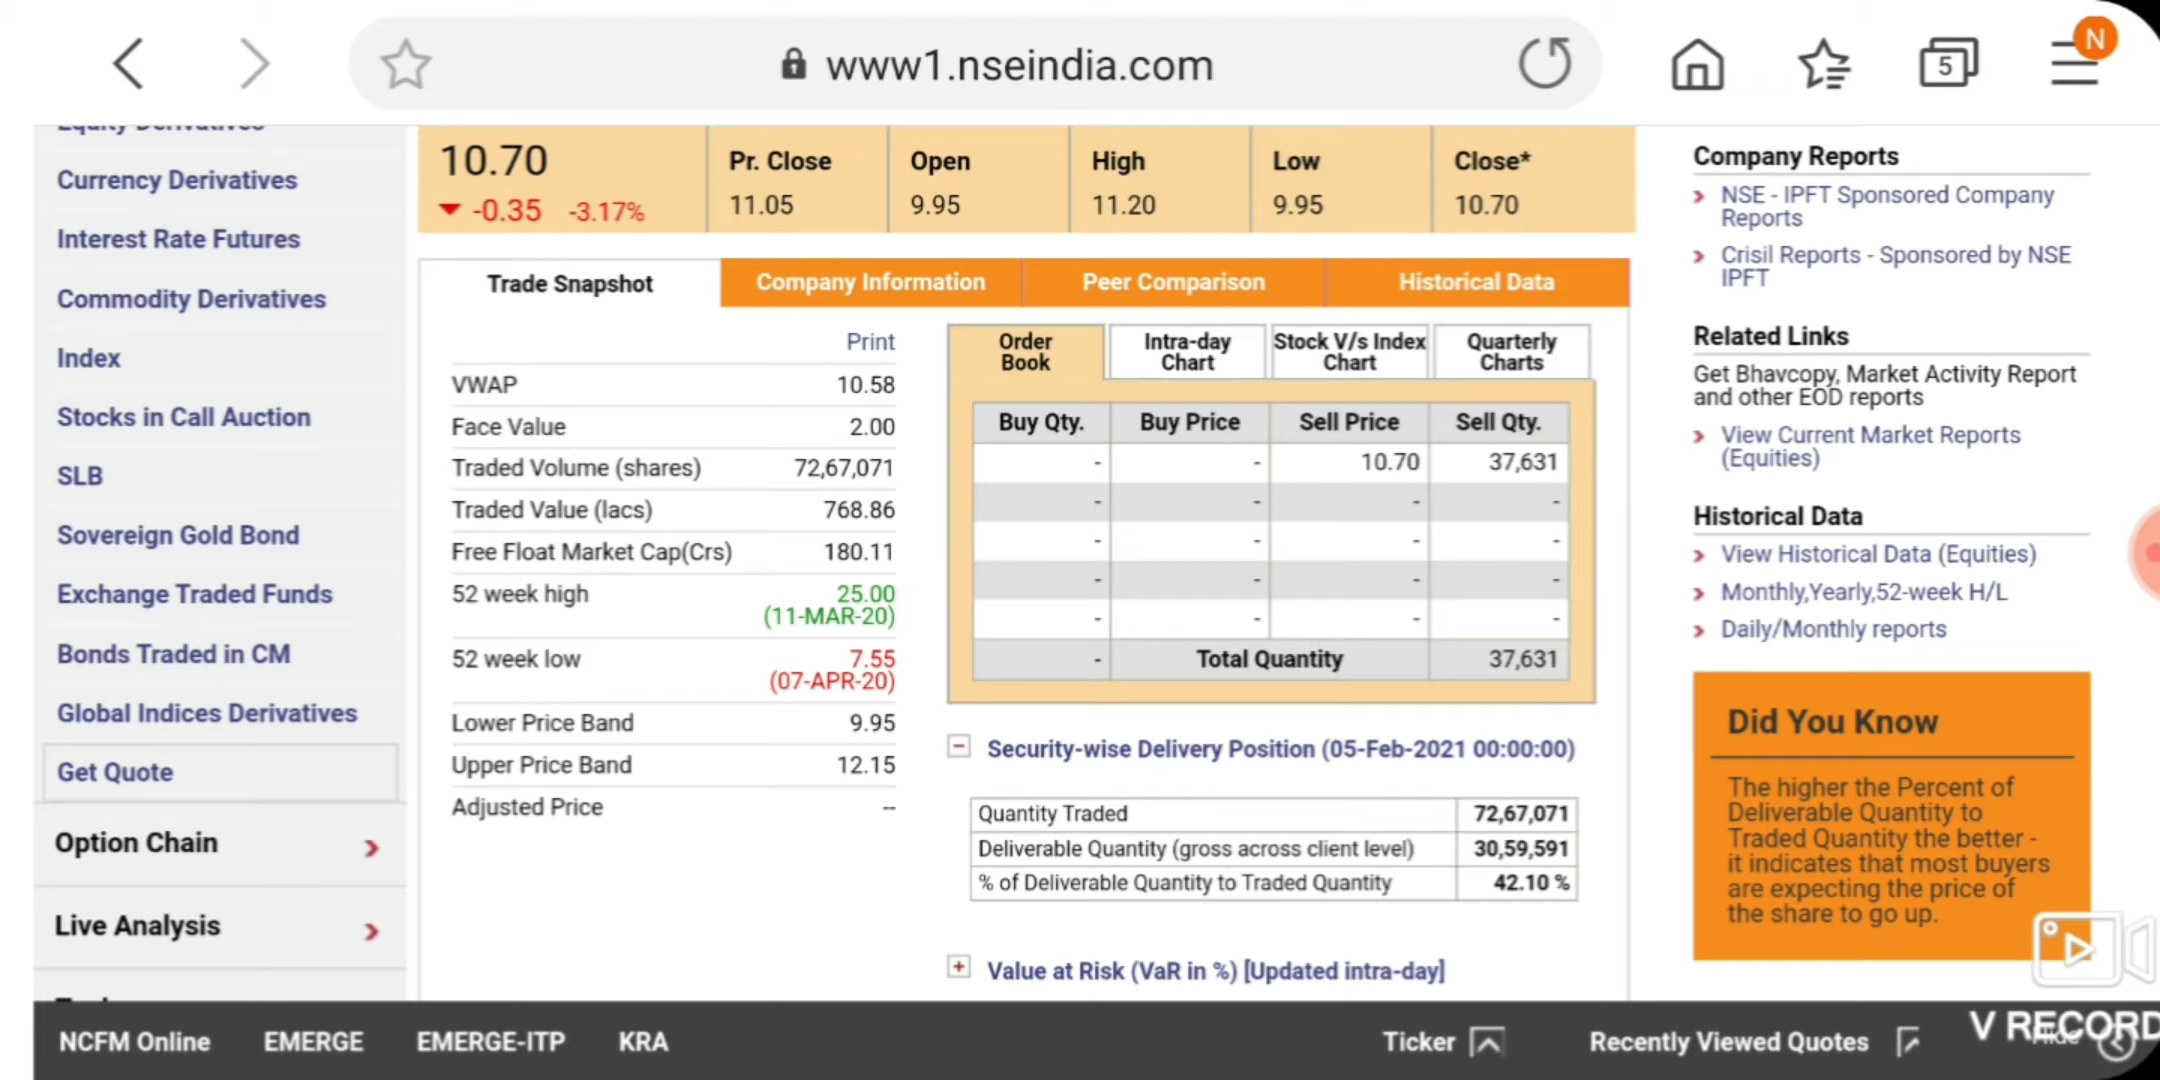 www1.nseindia.com
5
N
Currency Derivatives
Interest Rate Futures
Commodity Derivatives
Index
Stocks in Call Auction
SLB
Sovereign Gold Bond
Exchange Traded Funds
Bonds Traded in CM
Global Indices Derivatives
Get Quote
Option Chain
Live Analysis
10.70
-0.35 -3.17%
Pr. Close
11.05
Open
9.95
High
11.20
Low
9.95
Close*
10.70
Trade Snapshot
Company Information
Peer Comparison
Historical Data
Print
VWAP 10.58
Face Value 2.00
Traded Volume (shares) 72,67,071
Traded Value (lacs) 768.86
Free Float Market Cap(Crs) 180.11
52 week high 25.00
(11-MAR-20)
52 week low 7.55
(07-APR-20)
Lower Price Band 9.95
Upper Price Band 12.15
Adjusted Price --
Order
Book
Intra-day
Chart
Stock V/s Index
Chart
Quarterly
Charts
Buy Qty. Buy Price Sell Price Sell Qty.
- - 10.70 37,631
- - - -
- - - -
- - - -
- - - -
- Total Quantity 37,631
Security-wise Delivery Position (05-Feb-2021 00:00:00)
Quantity Traded 72,67,071
Deliverable Quantity (gross across client level) 30,59,591
% of Deliverable Quantity to Traded Quantity 42.10 %
Value at Risk (VaR in %) [Updated intra-day]
Company Reports
NSE - IPFT Sponsored Company
Reports
Crisil Reports - Sponsored by NSE
IPFT
Related Links
Get Bhavcopy, Market Activity Report
and other EOD reports
View Current Market Reports
(Equities)
Historical Data
View Historical Data (Equities)
Monthly,Yearly,52-week H/L
Daily/Monthly reports
Did You Know
The higher the Percent of
Deliverable Quantity to
Traded Quantity the better -
it indicates that most buyers
are expecting the price of
the share to go up.
NCFM Online EMERGE EMERGE-ITP KRA Ticker Recently Viewed Quotes
V RECORD